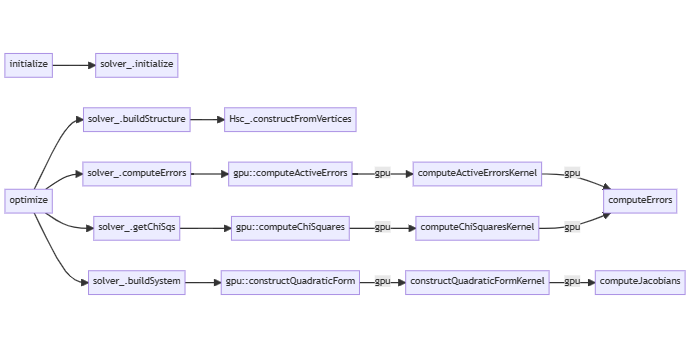 initialize
solver_.initialize
solver_.buildStructure
Hsc_.constructFromVertices
solver_.computeErrors
gpu::computeActiveErrors
gpu
computeActiveErrorsKernel
gpu
optimize
computeErrors
solver_.getChiSqs
gpu::computeChiSquares
gpu
computeChiSquaresKernel
gpu
solver_.buildSystem
gpu::constructQuadraticForm
gpu
constructQuadraticFormKernel
gpu
computeJacobians